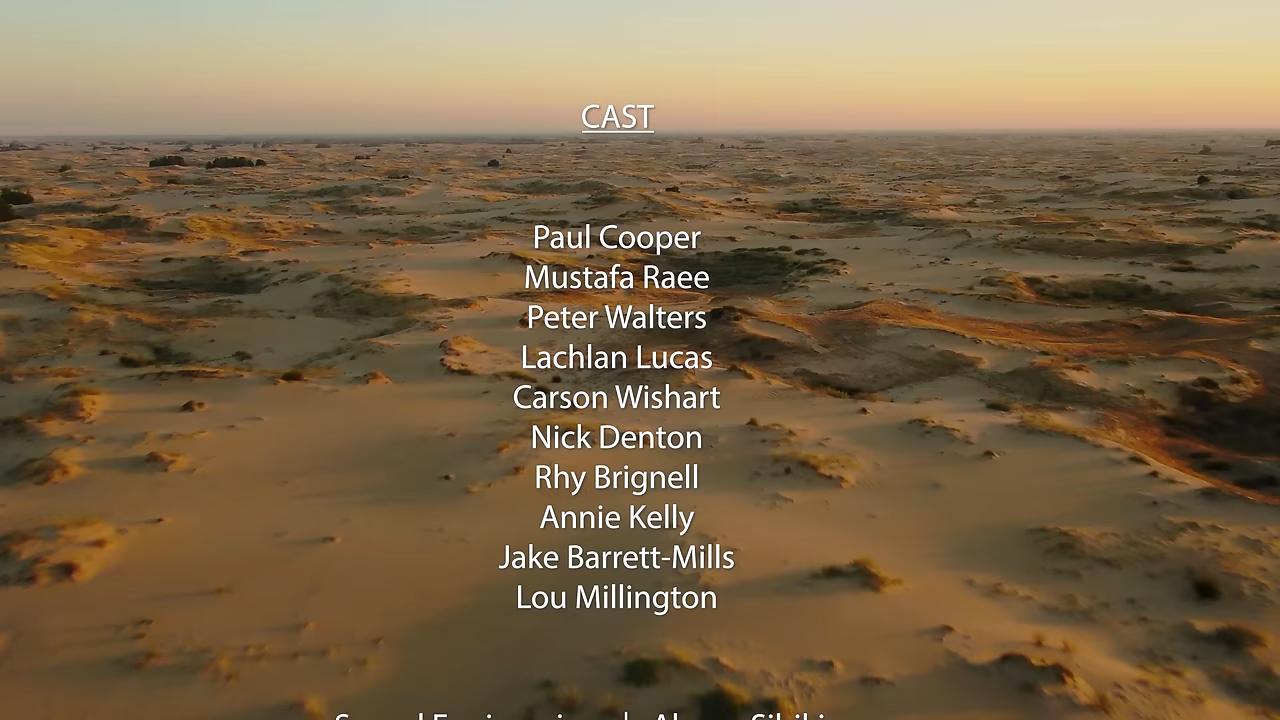 CAST
Paul Cooper
Mustafa Raee
Peter Walters
Lachlan Lucas
Carson Wishart
Nick Denton
Rhy Brignell
Annie Kelly
Jake Barrett-Mills
Lou Millington